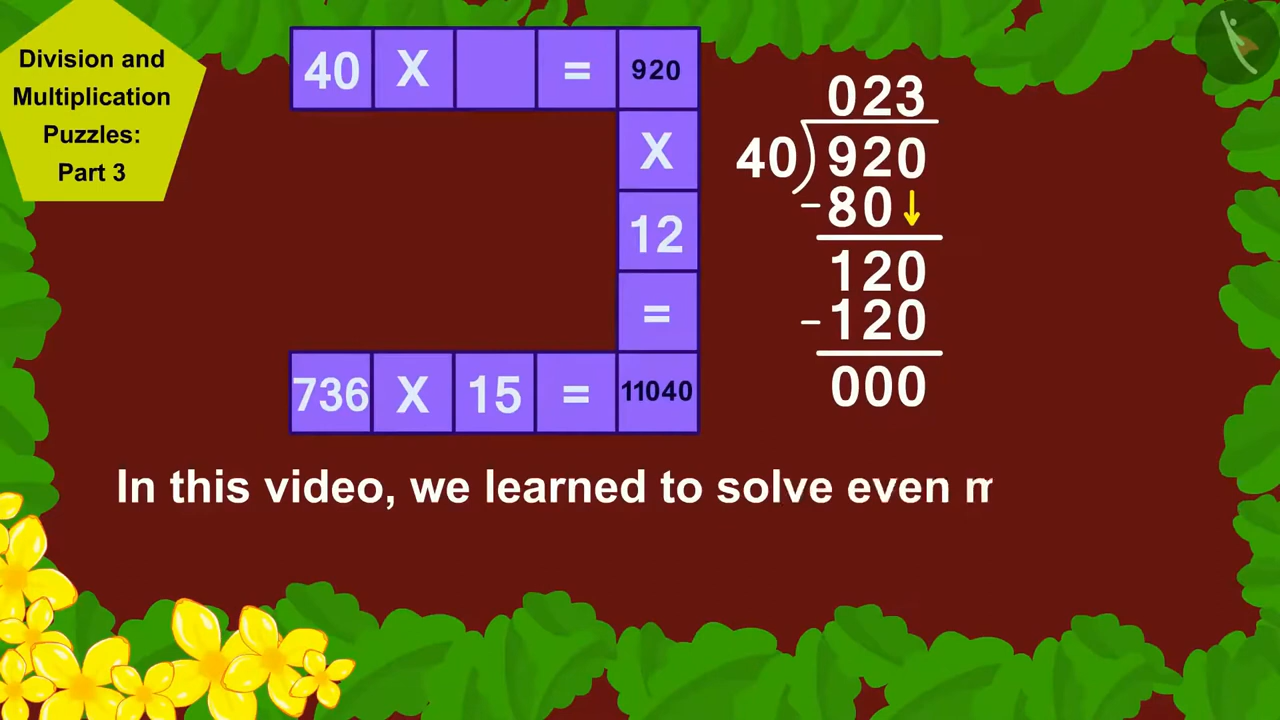 Division and
Multiplication
Puzzles:
Part 3
40 X = 920
X
12
=
736 X 15 = 11040
023
40)920
-80↓
120
-120
000
In this video, we learned to solve even